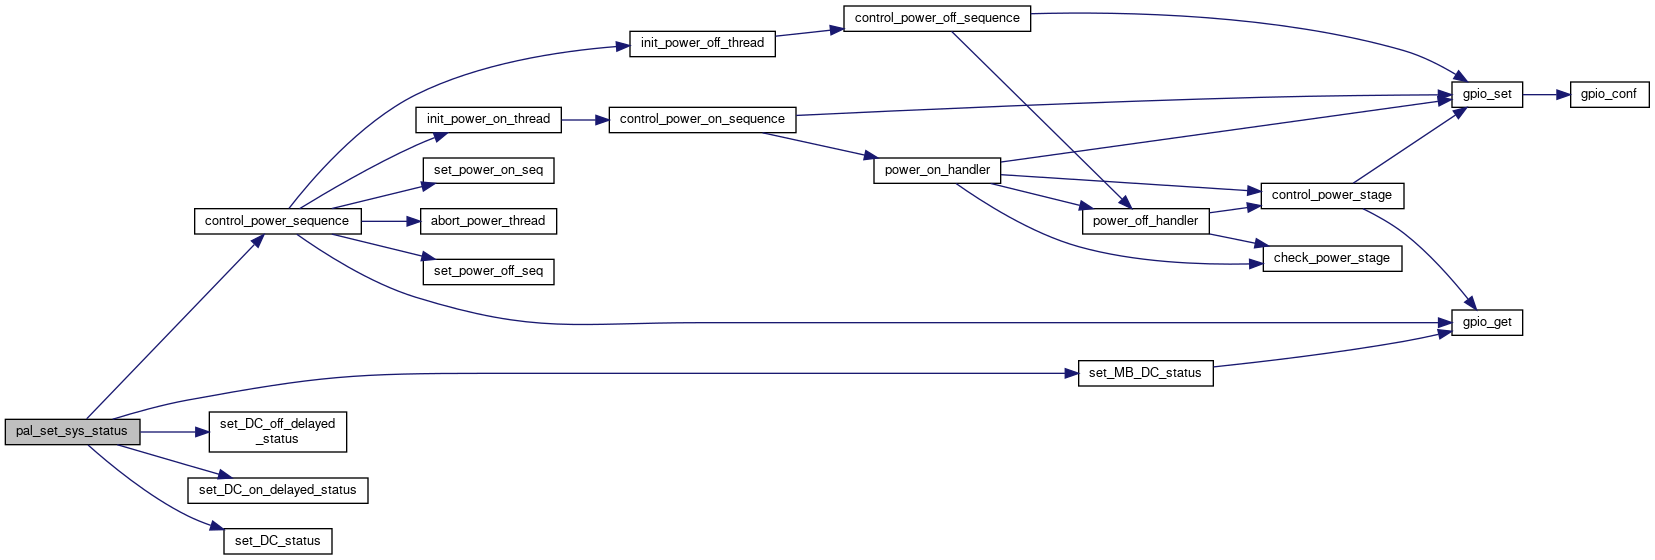 control_power_off_sequence
init_power_off_thread
gpio_set
gpio_conf
init_power_on_thread
control_power_on_sequence
set_power_on_seq
power_on_handler
control_power_stage
control_power_sequence
abort_power_thread
power_off_handler
check_power_stage
set_power_off_seq
gpio_get
set_MB_DC_status
pal_set_sys_status
set_DC_off_delayed
_status
set_DC_on_delayed_status
set_DC_status